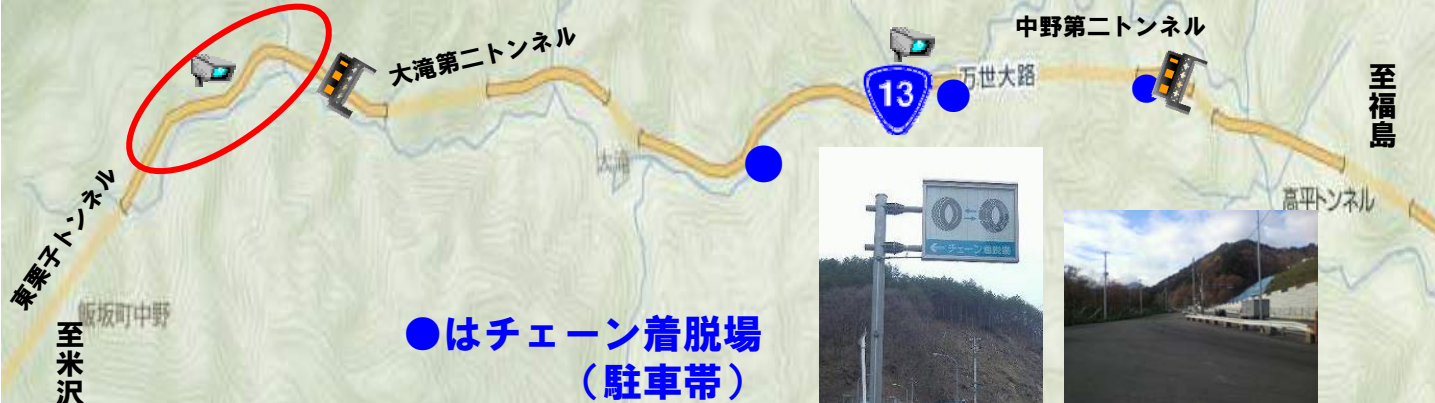 中野第二トンネル
大滝第二トンネル
13
万世大路
至福島
大滝
高平トンネル
東栗子トンネル
飯坂町中野
至米沢
←チェーン着脱場
●はチェーン着脱場
（駐車帯）